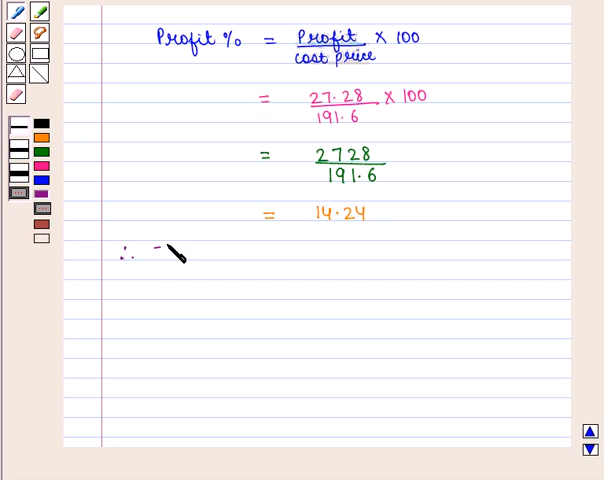 Profit % = Profit/cost price × 100
= 27.28/191.6 × 100
= 2728/191.6
= 14.24
∴